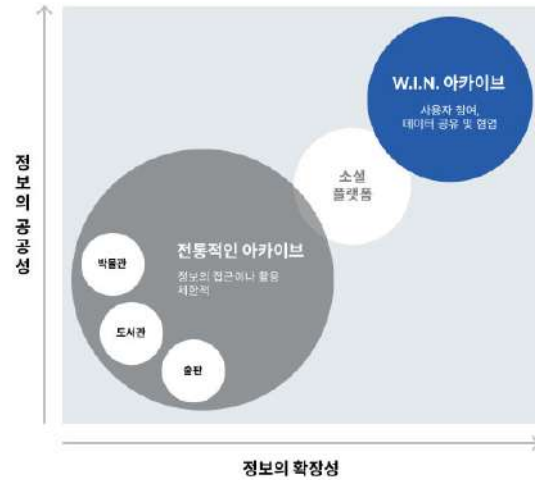 정보의 공공성
W.I.N. 아카이브
사용자 참여,
데이터 공유 및 협업
소셜
플랫폼
전통적인 아카이브
정보의 접근이나 활용
제한적
박물관
도서관
출판
정보의 확장성